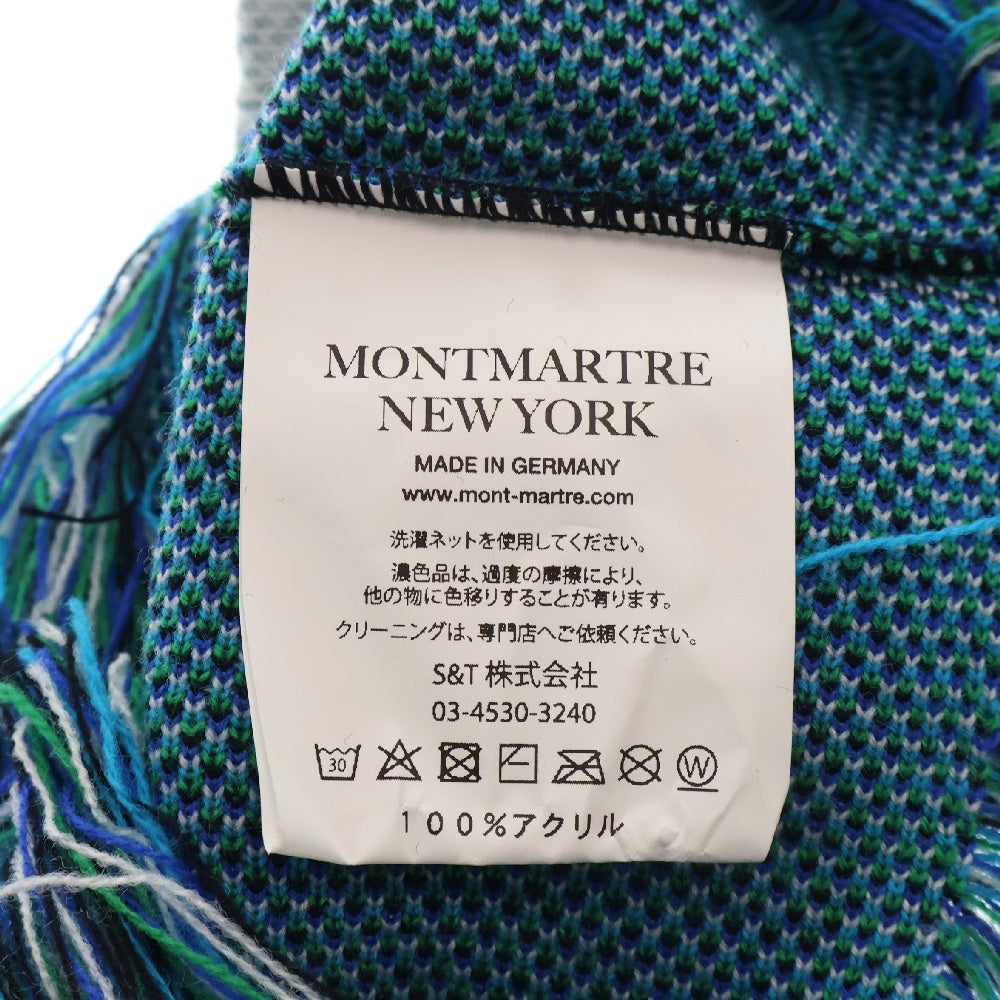 MONTMARTRE
NEW YORK
MADE IN GERMANY
www.mont-martre.com
洗濯ネットを使用してください。
濃色品は、過度の摩擦により、
他の物に色移りすることが有ります。
クリーニングは、専門店へご依頼ください。
S&T 株式会社
03-4530-3240
30 W
100%アクリル